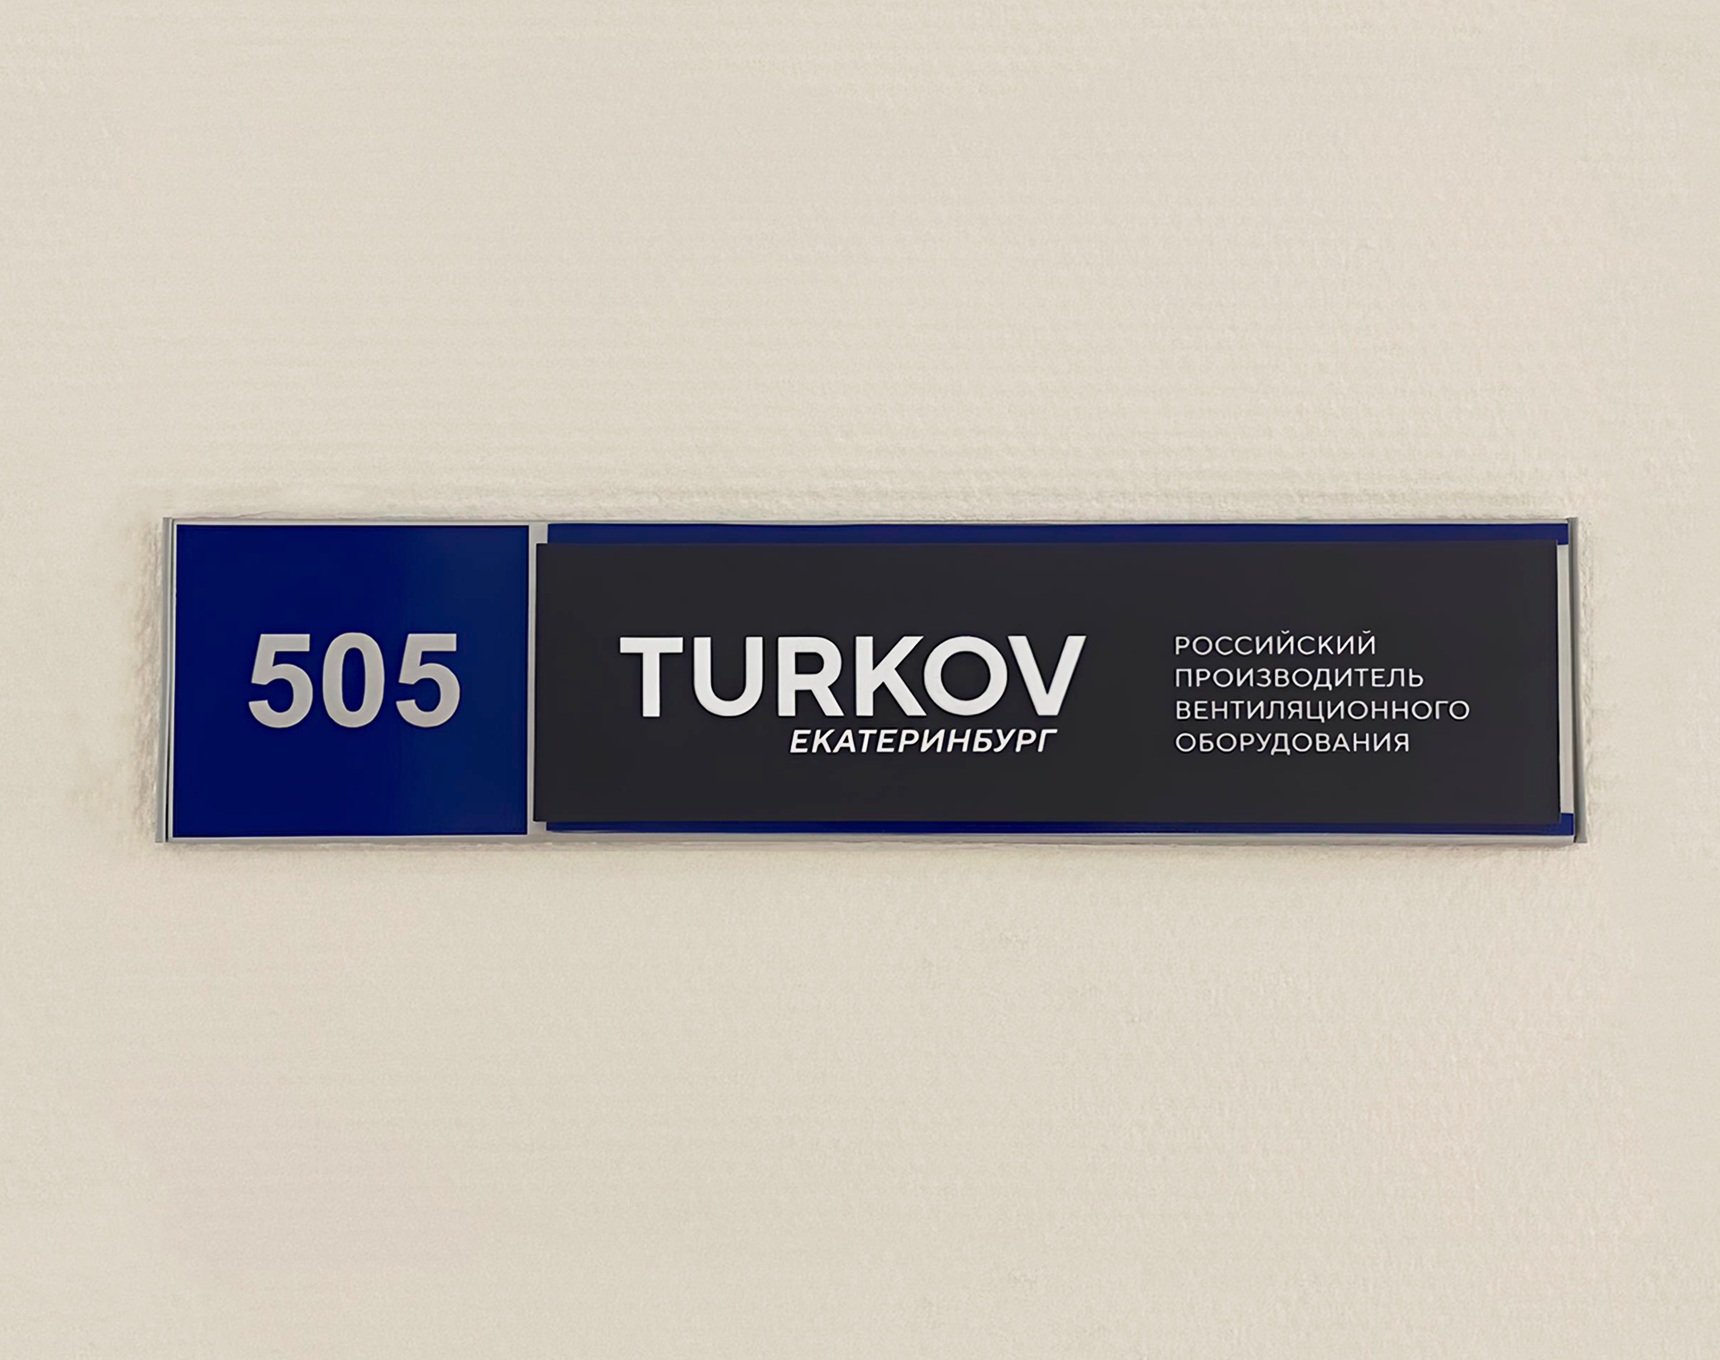 505
TURKOV
ЕКАТЕРИНБУРГ
РОССИЙСКИЙ
ПРОИЗВОДИТЕЛЬ
ВЕНТИЛЯЦИОННОГО
ОБОРУДОВАНИЯ